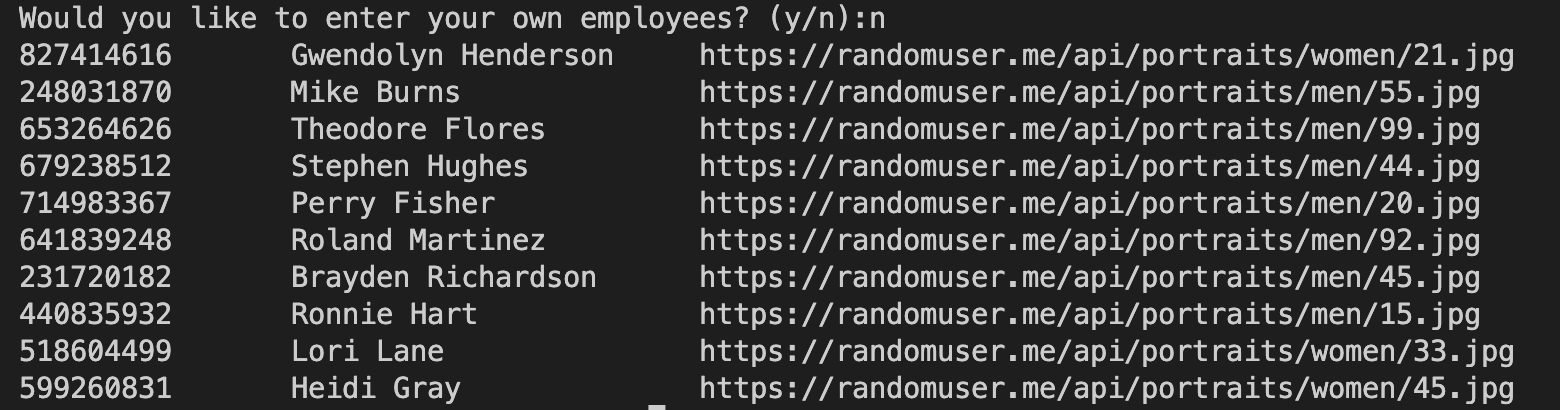 Would you like to enter your own employees? (y/n):n
827414616 Gwendolyn Henderson https://randomuser.me/api/portraits/women/21.jpg
248031870 Mike Burns https://randomuser.me/api/portraits/men/55.jpg
653264626 Theodore Flores https://randomuser.me/api/portraits/men/99.jpg
679238512 Stephen Hughes https://randomuser.me/api/portraits/men/44.jpg
714983367 Perry Fisher https://randomuser.me/api/portraits/men/20.jpg
641839248 Roland Martinez https://randomuser.me/api/portraits/men/92.jpg
231720182 Brayden Richardson https://randomuser.me/api/portraits/men/45.jpg
440835932 Ronnie Hart https://randomuser.me/api/portraits/men/15.jpg
518604499 Lori Lane https://randomuser.me/api/portraits/women/33.jpg
599260831 Heidi Gray https://randomuser.me/api/portraits/women/45.jpg